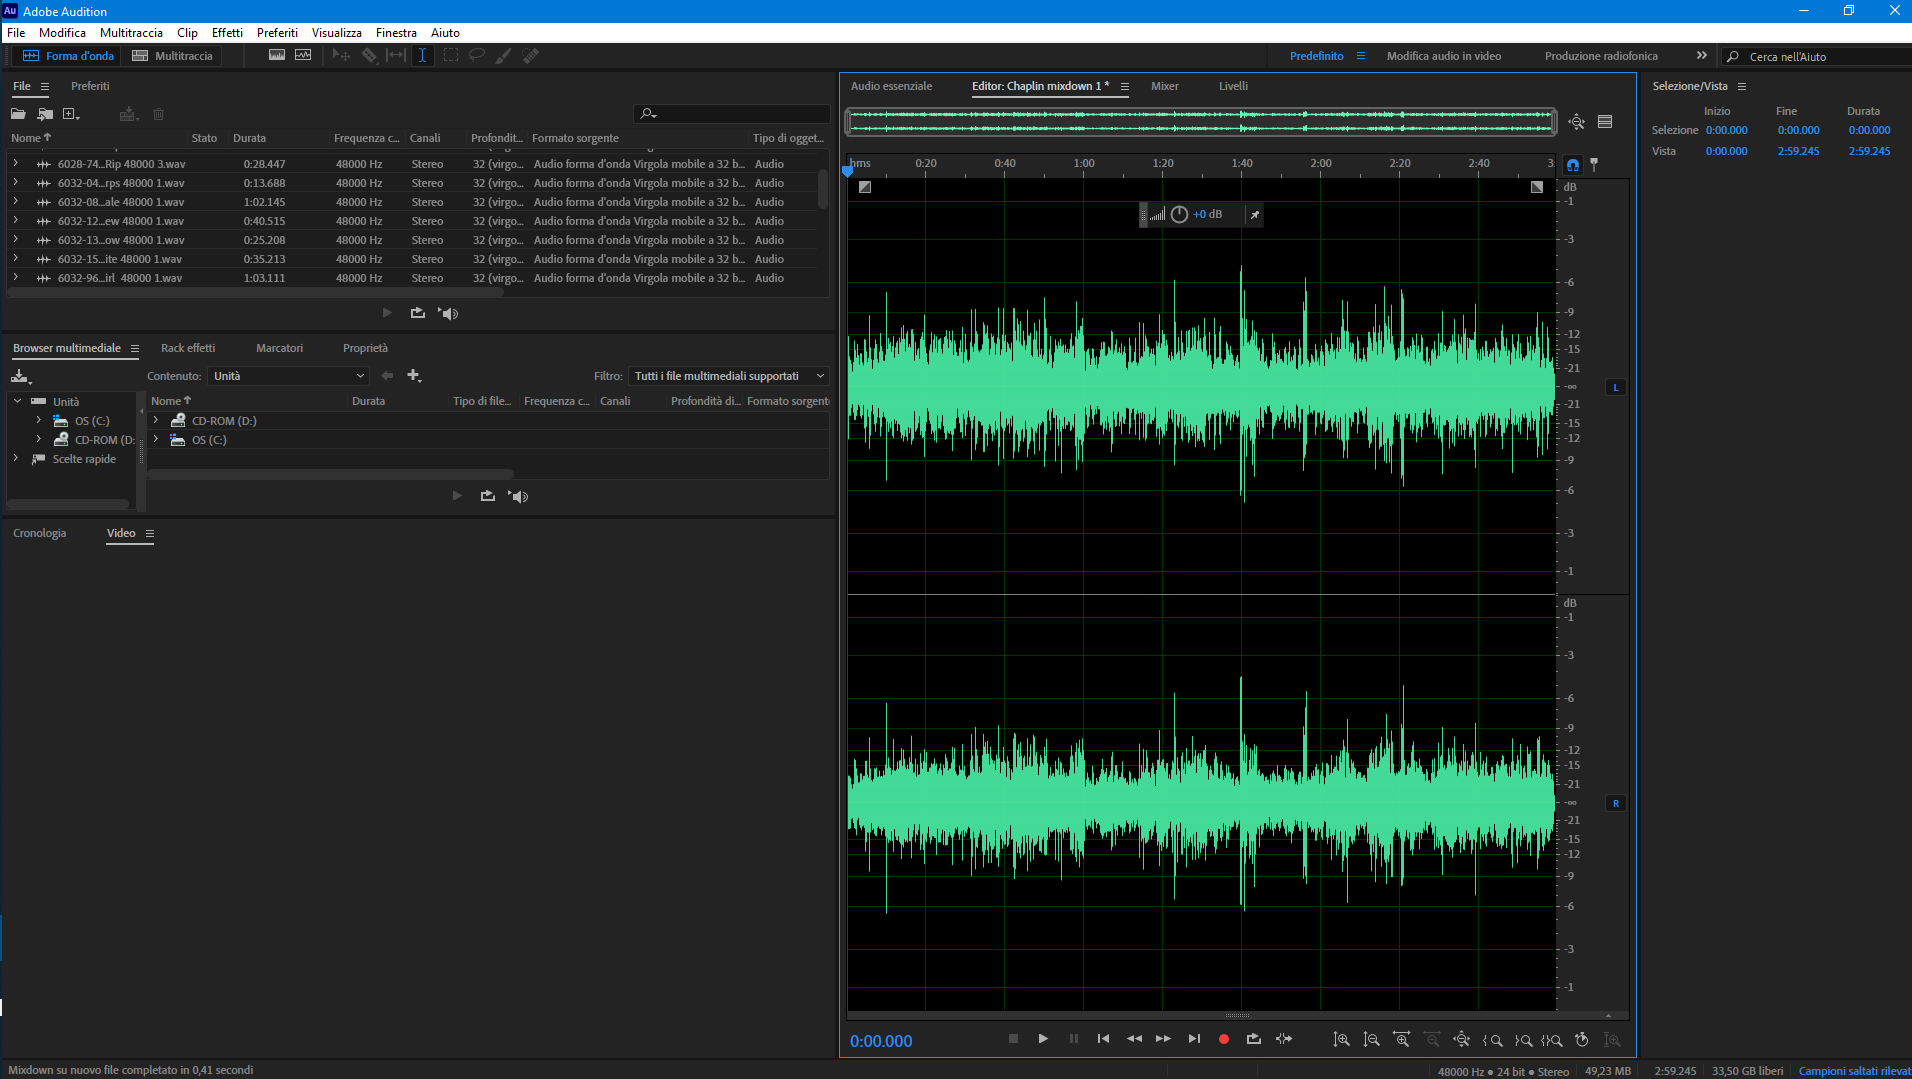 Au Adobe Audition
File Modifica Multitraccia Clip Effetti Preferiti Visualizza Finestra Aiuto
Forma d'onda Multitraccia Predefinito Modifica audio in video Produzione radiofonica Cerca nell'Aiuto
File Preferiti
Nome Stato Durata Frequenza c... Canali Profondit... Formato sorgente Tipo di ogget...
6028-74...Rip 48000 3.wav 0:28.447 48000 Hz Stereo 32 (virgo... Audio forma d'onda Virgola mobile a 32 b... Audio
6032-04...rps 48000 1.wav 0:13.688 48000 Hz Stereo 32 (virgo... Audio forma d'onda Virgola mobile a 32 b... Audio
6032-08...ale 48000 1.wav 1:02.145 48000 Hz Stereo 32 (virgo... Audio forma d'onda Virgola mobile a 32 b... Audio
6032-12...ew 48000 1.wav 0:40.515 48000 Hz Stereo 32 (virgo... Audio forma d'onda Virgola mobile a 32 b... Audio
6032-13...ow 48000 1.wav 0:25.208 48000 Hz Stereo 32 (virgo... Audio forma d'onda Virgola mobile a 32 b... Audio
6032-15...ite 48000 1.wav 0:35.213 48000 Hz Stereo 32 (virgo... Audio forma d'onda Virgola mobile a 32 b... Audio
6032-96...irl 48000 1.wav 1:03.111 48000 Hz Stereo 32 (virgo... Audio forma d'onda Virgola mobile a 32 b... Audio
Browser multimediale Rack effetti Marcatori Proprietà
Contenuto: Unità Filtro: Tutti i file multimediali supportati
Unità
OS (C:)
CD-ROM (D:
Scelte rapide
Nome Durata Tipo di file... Frequenza c... Canali Profondità di... Formato sorgent
CD-ROM (D:)
OS (C:)
Cronologia Video
Audio essenziale Editor: Chaplin mixdown 1 * Mixer Livelli
hms 0:20 0:40 1:00 1:20 1:40 2:00 2:20 2:40 3:
+0 dB
dB
-1
-3
-6
-9
-12
-15
-21
-∞
-21
-15
-12
-9
-6
-3
-1
L
dB
-1
-3
-6
-9
-12
-15
-21
-∞
-21
-15
-12
-9
-6
-3
-1
R
0:00.000
Selezione/Vista
Inizio Fine Durata
Selezione 0:00.000 0:00.000 0:00.000
Vista 0:00.000 2:59.245 2:59.245
Mixdown su nuovo file completato in 0,41 secondi
48000 Hz ● 24 bit ● Stereo 49,23 MB 2:59.245 33,50 GB liberi Campioni saltati rilevat